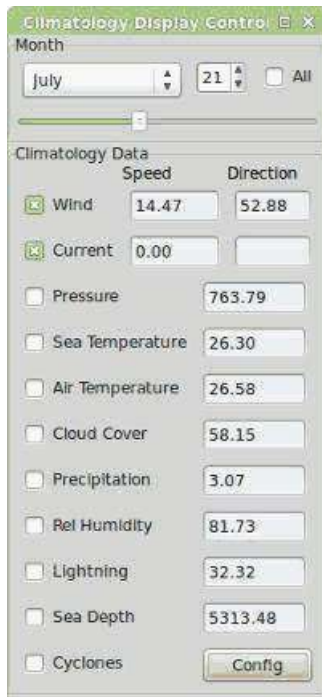 Climatology Display Control
Month
July 21 All
Climatology Data
Speed Direction
Wind 14.47 52.88
Current 0.00
Pressure 763.79
Sea Temperature 26.30
Air Temperature 26.58
Cloud Cover 58.15
Precipitation 3.07
Rel Humidity 81.73
Lightning 32.32
Sea Depth 5313.48
Cyclones Config